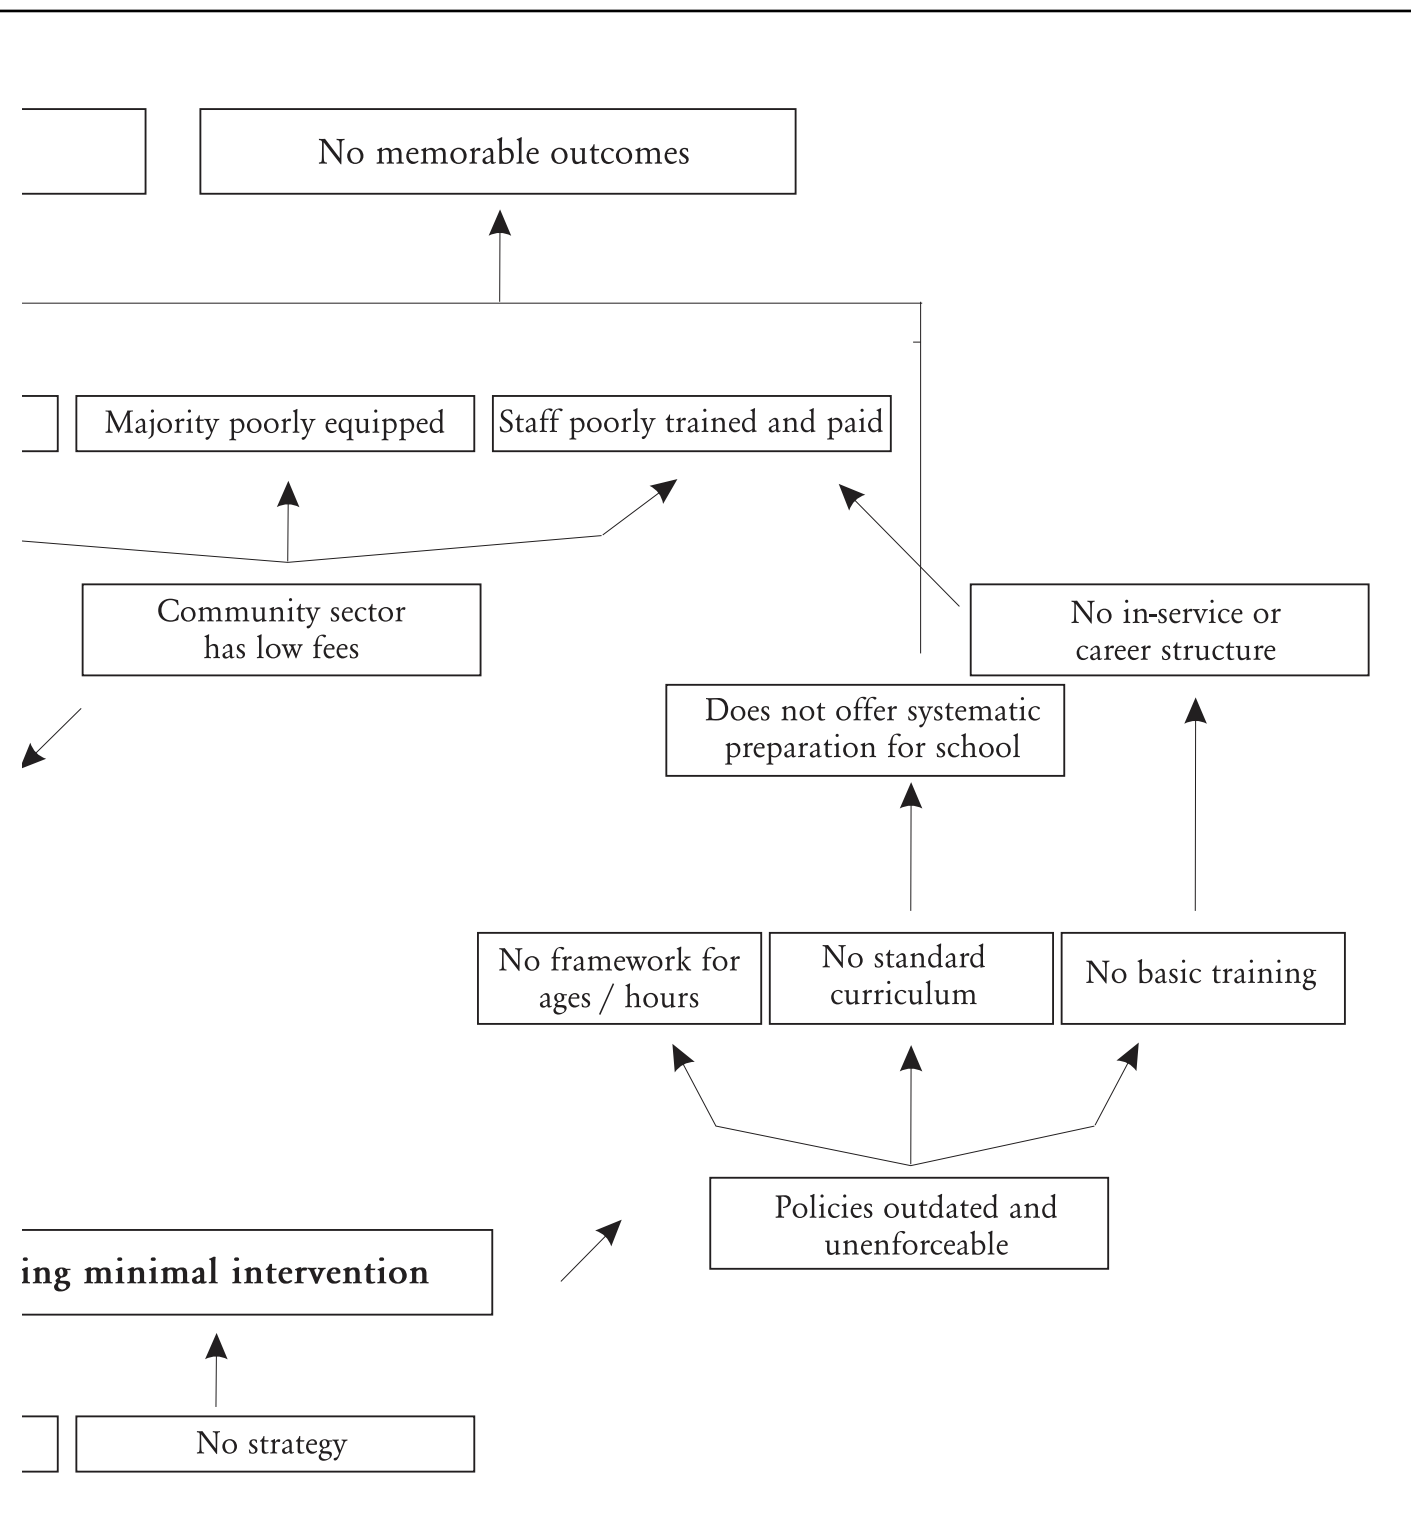 No memorable outcomes
Majority poorly equipped
Staff poorly trained and paid
Community sector
has low fees
No in-service or
career structure
Does not offer systematic
preparation for school
No framework for
ages / hours
No standard
curriculum
No basic training
Policies outdated and
unenforceable
ing minimal intervention
No strategy